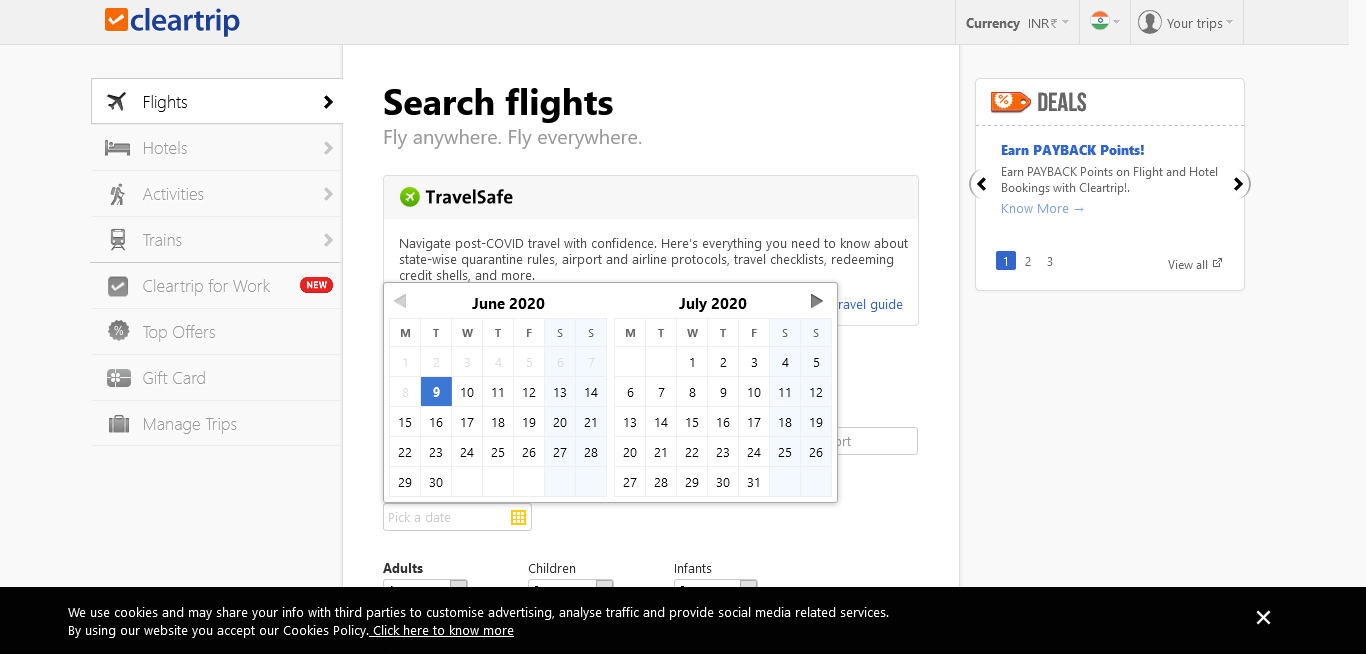 cleartrip
Currency INR₹
Your trips
Flights
Hotels
Activities
Trains
Cleartrip for Work NEW
Top Offers
Gift Card
Manage Trips
Search flights
Fly anywhere. Fly everywhere.
TravelSafe
Navigate post-COVID travel with confidence. Here's everything you need to know about
state-wise quarantine rules, airport and airline protocols, travel checklists, redeeming
credit shells, and more.
guide
June 2020
M T W T F S S
1 2 3 4 5 6 7
8 9 10 11 12 13 14
15 16 17 18 19 20 21
22 23 24 25 26 27 28
29 30
July 2020
M T W T F S S
1 2 3 4 5
6 7 8 9 10 11 12
13 14 15 16 17 18 19
20 21 22 23 24 25 26
27 28 29 30 31
Pick a date
Adults Children Infants
% DEALS
Earn PAYBACK Points!
Earn PAYBACK Points on Flight and Hotel
Bookings with Cleartrip!.
Know More →
1 2 3
View all
We use cookies and may share your info with third parties to customise advertising, analyse traffic and provide social media related services.
By using our website you accept our Cookies Policy. Click here to know more